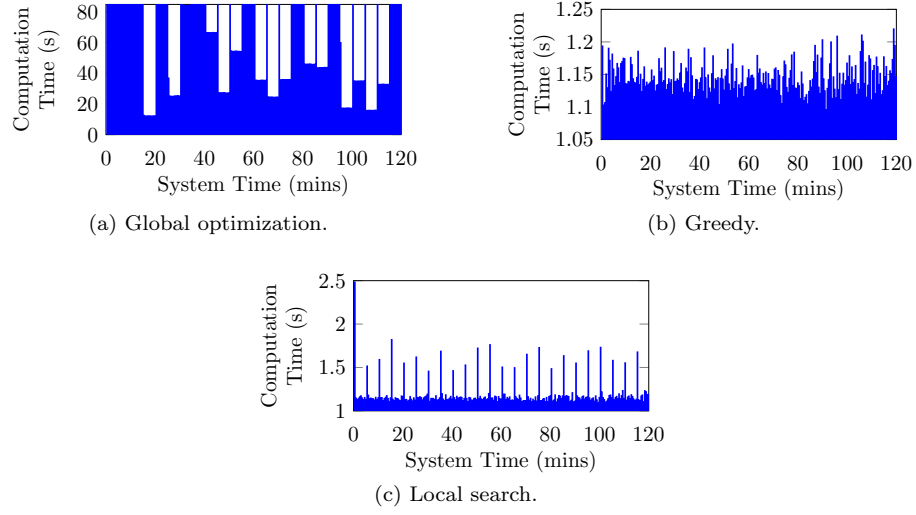 80
60
40
20
0
Computation
Time (s)
0 20 40 60 80 100 120
System Time (mins)
(a) Global optimization.
1.25
1.2
1.15
1.1
1.05
Computation
Time (s)
0 20 40 60 80 100 120
System Time (mins)
(b) Greedy.
2.5
2
1.5
1
Computation
Time (s)
0 20 40 60 80 100 120
System Time (mins)
(c) Local search.